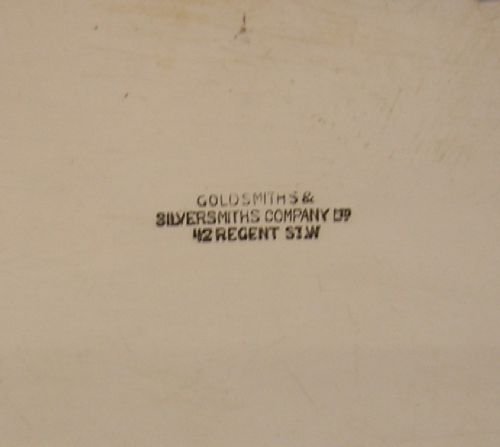 GOLDSMITHS &
SILVERSMITHS COMPANY LTD
112 REGENT ST.W